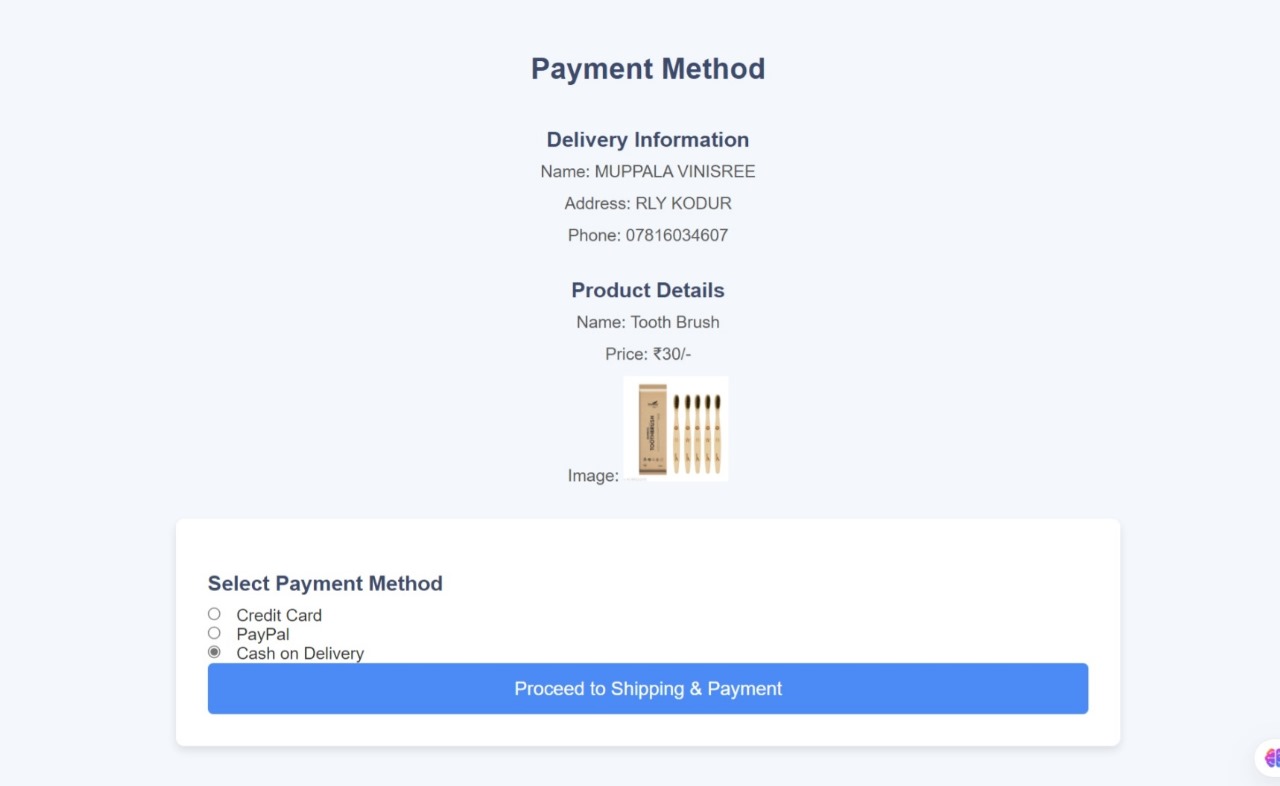 Payment Method
Delivery Information
Name: MUPPALA VINISREE
Address: RLY KODUR
Phone: 07816034607
Product Details
Name: Tooth Brush
Price: ₹30/-
TOOTHBRUSH
Image:
Select Payment Method
Credit Card
PayPal
Cash on Delivery
Proceed to Shipping & Payment